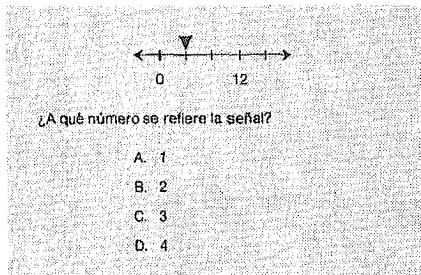 0 12
¿A qué número se refiere la señal?
A. 1
B. 2
C. 3
D. 4